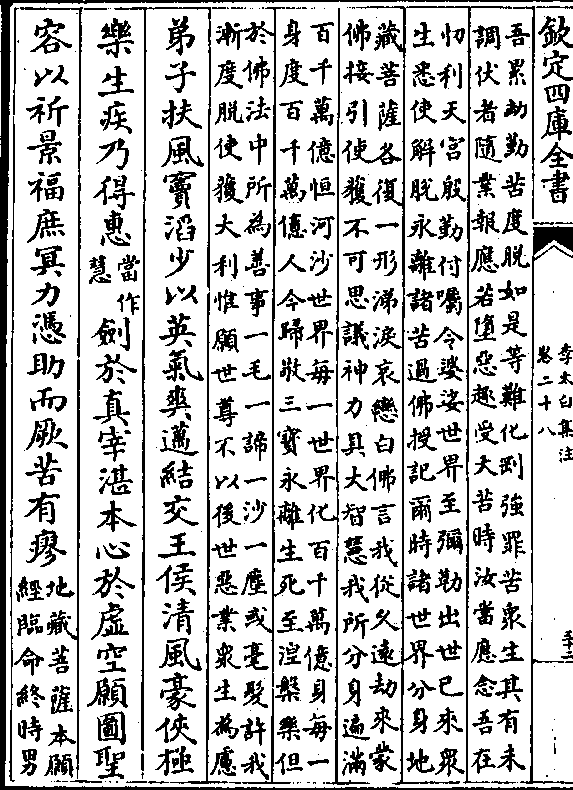 欽定四庫全書
李太白集注
卷二十八
吾累劫勤苦度脱如是等難化剛強罪苦衆生其有未
調伏者隨業報應若墮惡趣受大苦時汝當應念吾在
忉利天宮殷勤付囑令婆娑世界至彌勒出世已來衆
生悉使解脱永離諸苦遇佛授記爾時諸世界分身地
藏菩薩各復一形涕淚哀戀白佛言我從久遠劫來蒙
佛接引使獲不可思議神力具大智慧我所分身遍滿
百千萬億恒河沙世界每一世界化百千萬億身每一
身度百千萬億人令歸敬三寳永離生死至湼槃樂但
於佛法中所為善事一毛一諦一沙一塵或毫髮許我
漸度脱使獲大利惟願世尊不以後世惡業衆生為慮
弟子扶風竇滔少以英氣爽邁結交王侯清風豪俠極
樂生疾乃得惠
當作
慧
劍於真宰湛本心於虛空願圖聖
容以祈景福庶冥力憑助而厥苦有瘳
地藏菩薩本願
經臨命終時男